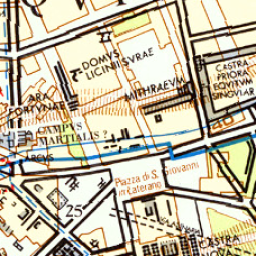 DOMVS
LICINII SVRAE
CASTRA
PRIORA
EQVITVM
SINGVLAR
MITHRAEVM
ARA
FORTVNAE
CAMPVS
MARTIALIS ?
ARCVS
Piazza di S. Giovanni
in Laterano
25
CASTRA
NOVA